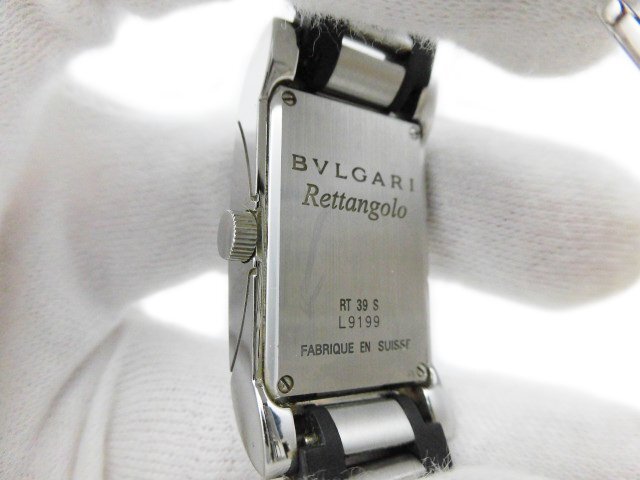 BVLGARI
Rettangolo
RT 39 S
L9199
FABRIQUE EN SUISSE